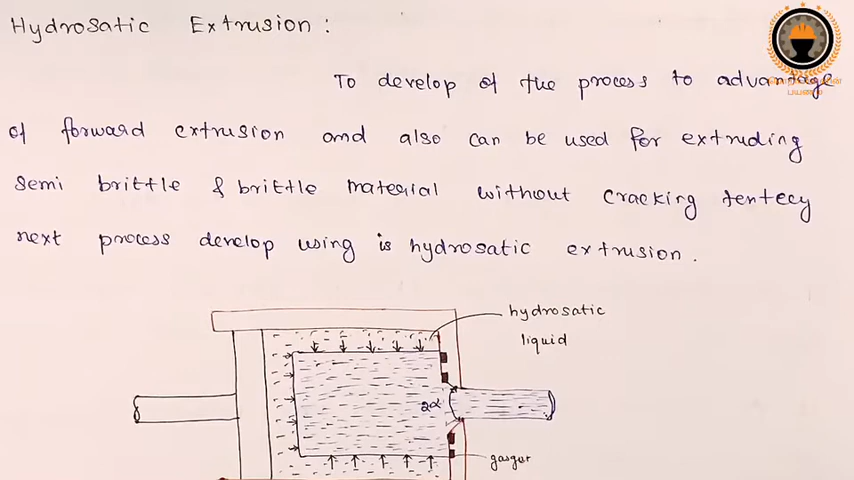 Hydrosatic Extrusion :
To develop of the process to advantage
of forward extrusion and also can be used for extruding
semi brittle & brittle material without cracking tentecy
next process develop using is hydrosatic extrusion.
hydrosatic
liquid
2α
gasget